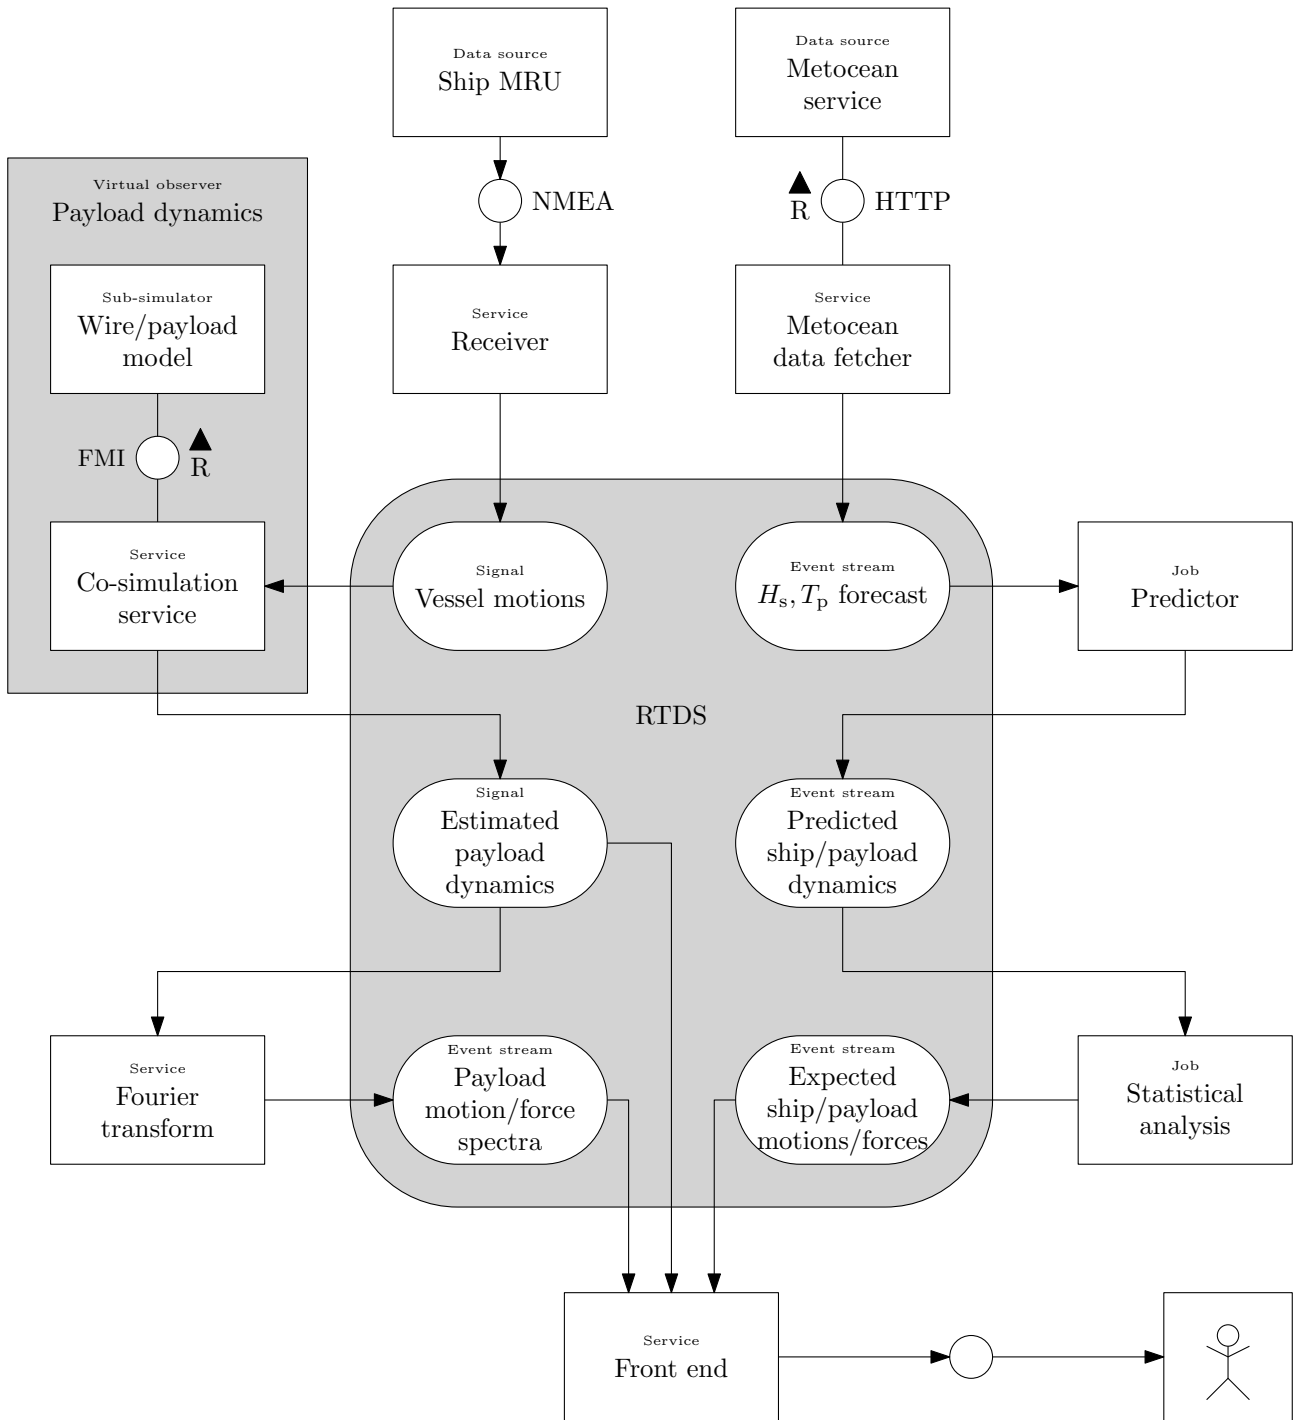 Data source
Ship MRU
Data source
Metocean
service
NMEA
R
HTTP
Virtual observer
Payload dynamics
Sub-simulator
Wire/payload
model
Service
Receiver
Service
Metocean
data fetcher
FMI
R
Service
Co-simulation
service
Signal
Vessel motions
Event stream
Hs, Tp forecast
Job
Predictor
RTDS
Signal
Estimated
payload
dynamics
Event stream
Predicted
ship/payload
dynamics
Service
Fourier
transform
Event stream
Payload
motion/force
spectra
Event stream
Expected
ship/payload
motions/forces
Job
Statistical
analysis
Service
Front end